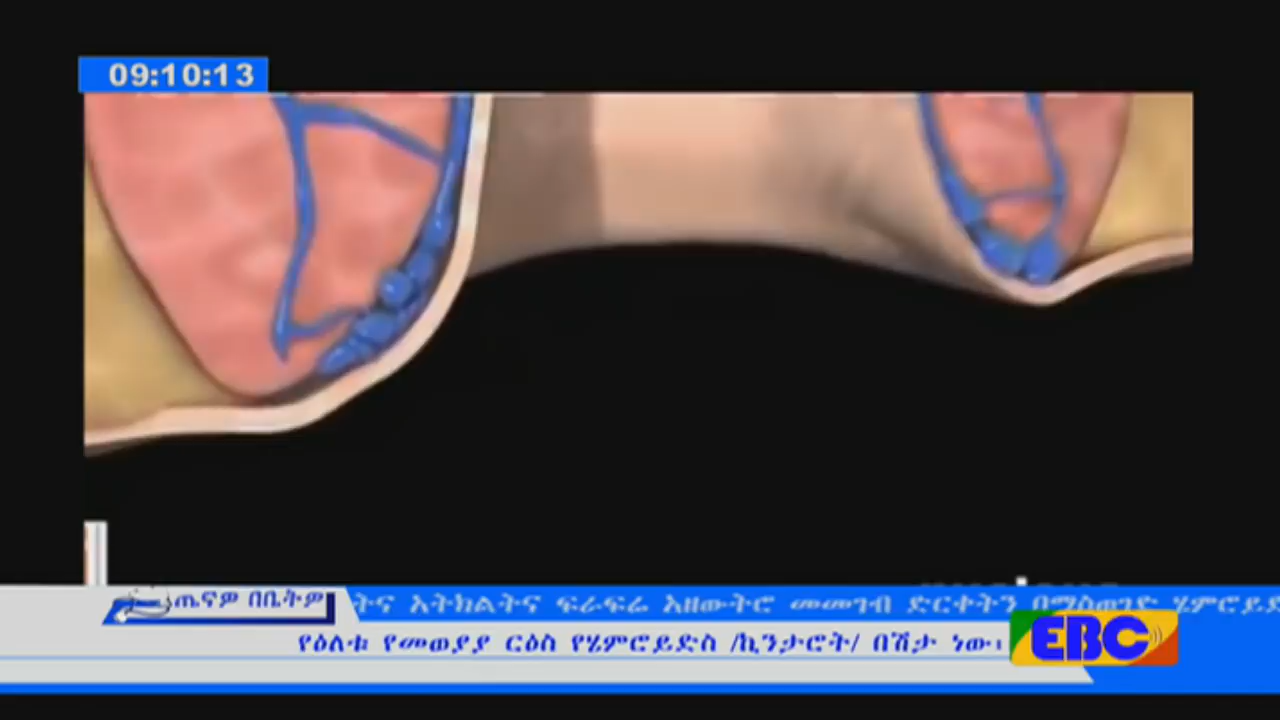 09:10:13
ጤናዎ በቤትዎ
ትና አትክልትና ፍራፍሬ አዘውትሮ መመገብ ድርቀትን በማስወገድ ሄምሮይድ
የዕለቱ የመወያያ ርዕስ የሄምሮይድስ /ኪንታሮት/ በሽታ ነው፡
EBC